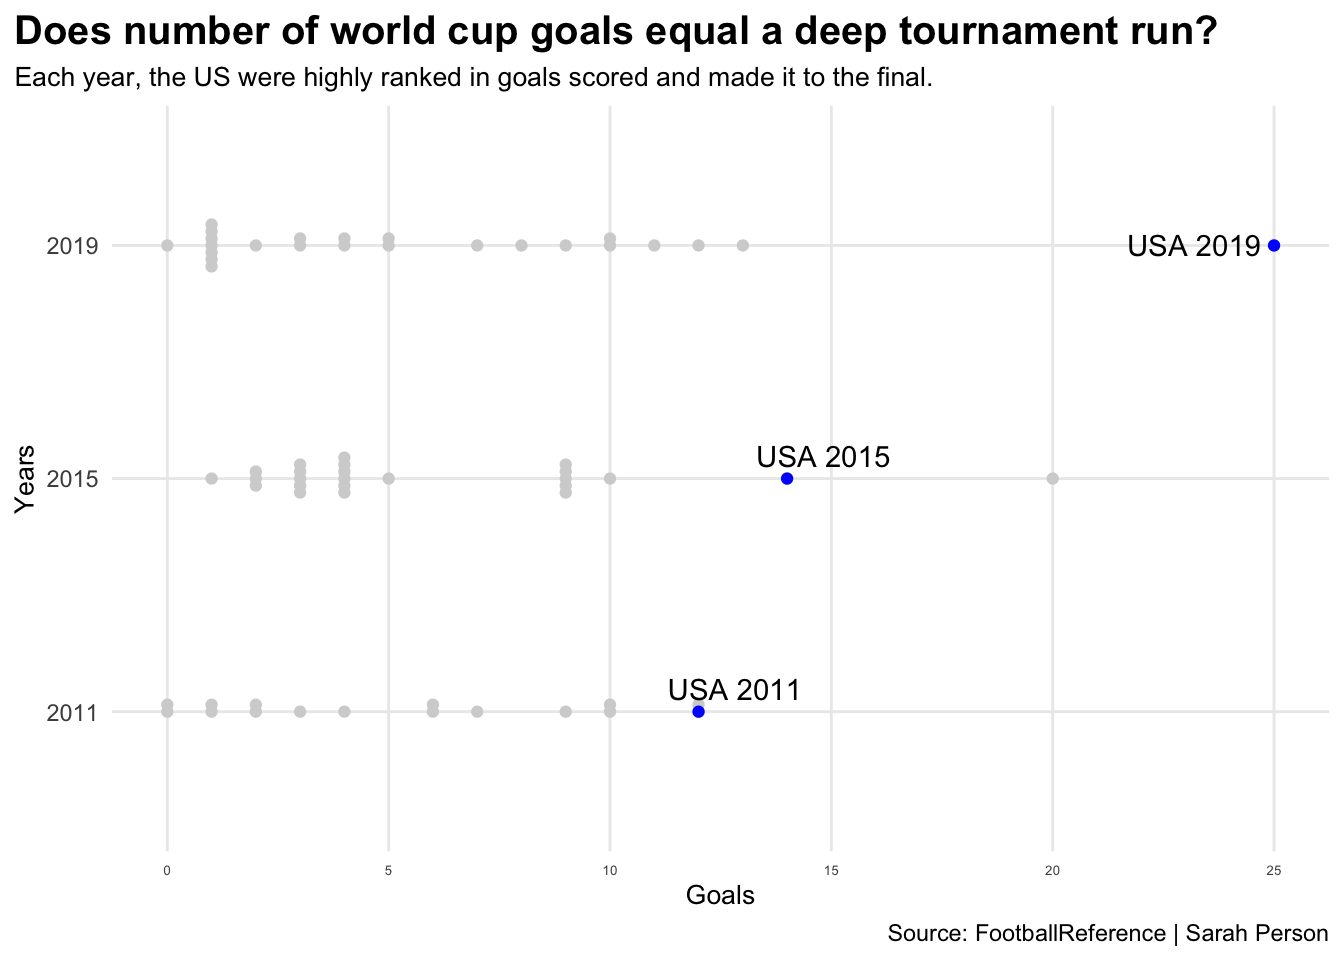 Does number of world cup goals equal a deep tournament run?
Each year, the US were highly ranked in goals scored and made it to the final.
2019
USA 2019
USA 2015
Years
2015
USA 2011
2011
0 5 10 15 20 25
Goals
Source: FootballReference | Sarah Person